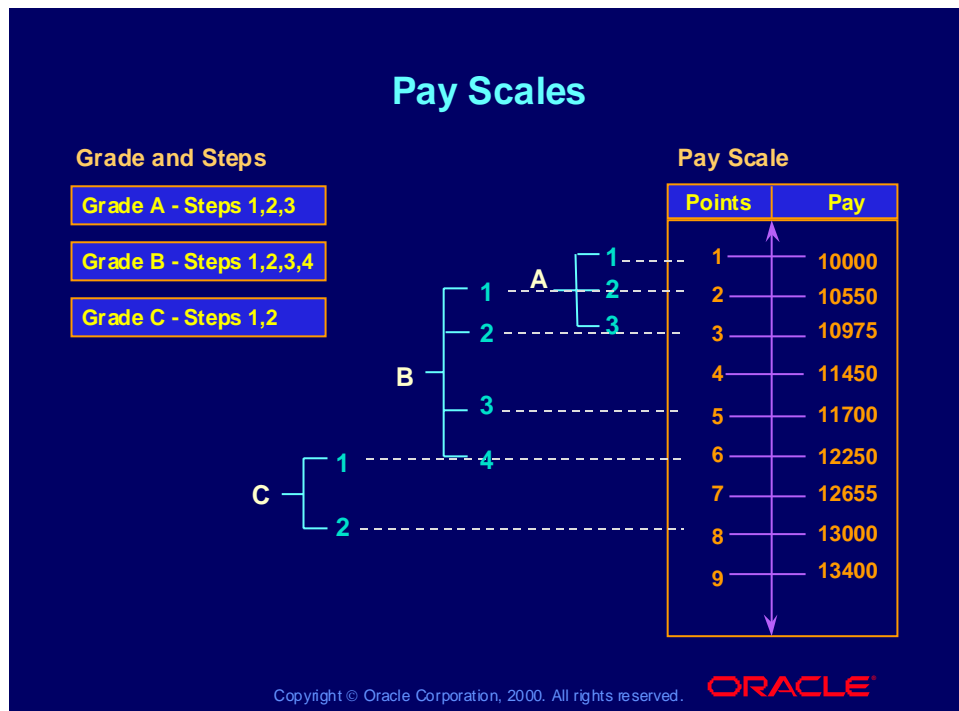 Pay Scales
Grade and Steps
Grade A - Steps 1,2,3
Grade B - Steps 1,2,3,4
Grade C - Steps 1,2
A
1
2
3
B
1
2
3
4
C
1
2
Pay Scale
Points Pay
1 10000
2 10550
3 10975
4 11450
5 11700
6 12250
7 12655
8 13000
9 13400
Copyright © Oracle Corporation, 2000. All rights reserved.
ORACLE®